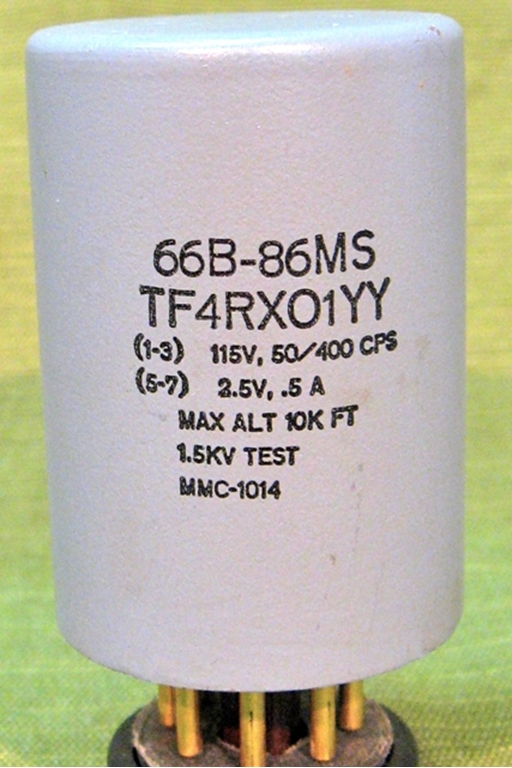 66B-86MS
TF4RX01YY
(1-3) 115V, 50/400 CPS
(5-7) 2.5V, .5 A
MAX ALT 10K FT
1.5KV TEST
MMC-1014